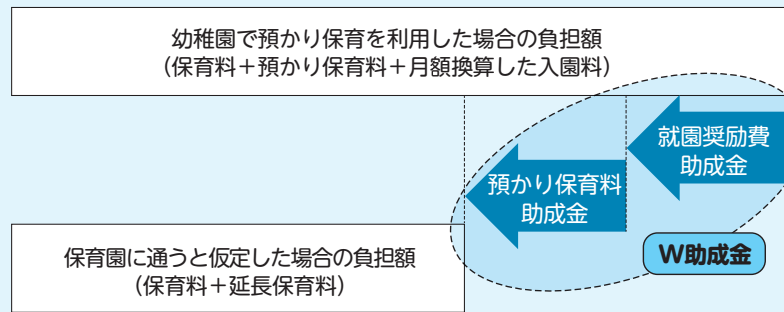 幼稚園で預かり保育を利用した場合の負担額
（保育料＋預かり保育料＋月額換算した入園料）
就園奨励費
助成金
預かり保育料
助成金
保育園に通うと仮定した場合の負担額
（保育料＋延長保育料）
W助成金